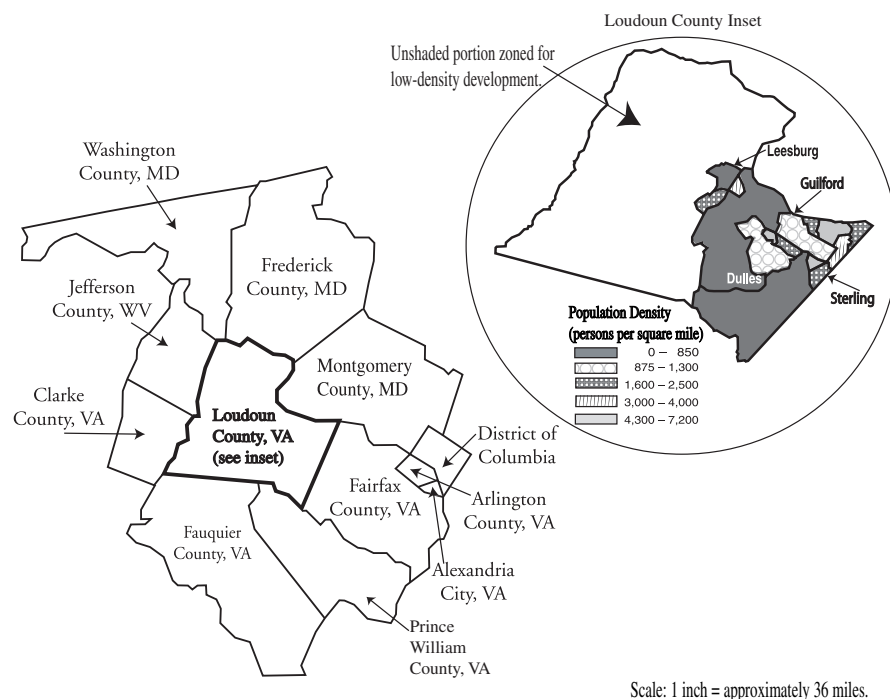 Loudoun County Inset
Unshaded portion zoned for
low-density development.
Leesburg
Guilford
Dulles
Sterling
Population Density
(persons per square mile)
0 – 850
875 – 1,300
1,600 – 2,500
3,000 – 4,000
4,300 – 7,200
Washington
County, MD
Frederick
County, MD
Jefferson
County, WV
Montgomery
County, MD
Clarke
County, VA
Loudoun
County, VA
(see inset)
District of
Columbia
Fairfax
County, VA
Arlington
County, VA
Fauquier
County, VA
Alexandria
City, VA
Prince
William
County, VA
Scale: 1 inch = approximately 36 miles.